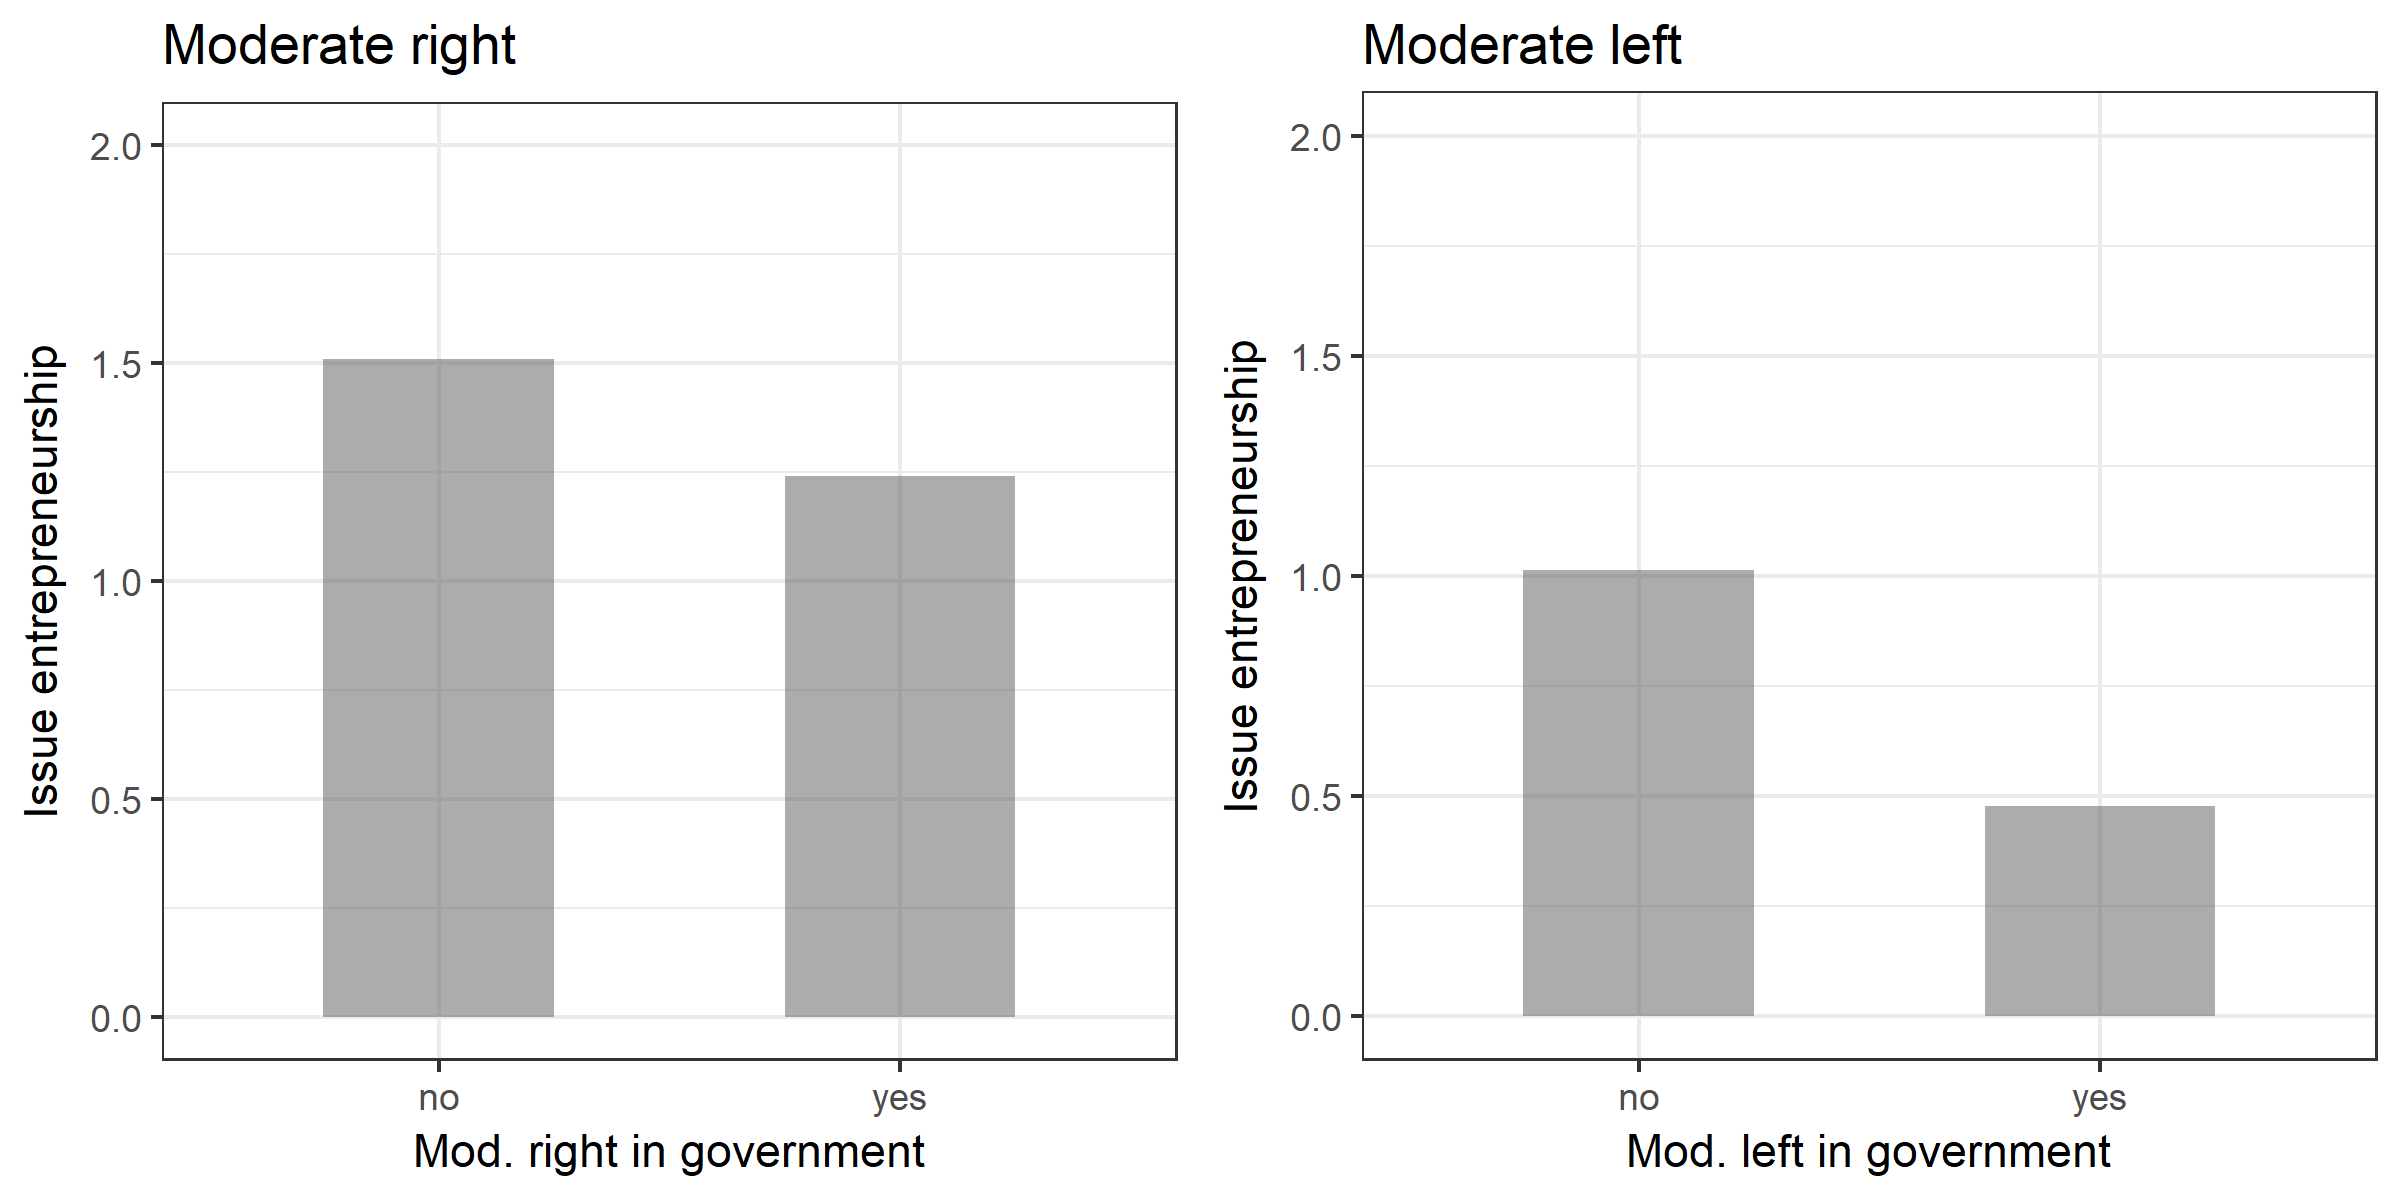 Moderate right
2.0
1.5
1.0
0.5
0.0
Issue entrepreneurship
no
yes
Mod. right in government
Moderate left
2.0
1.5
1.0
0.5
0.0
Issue entrepreneurship
no
yes
Mod. left in government